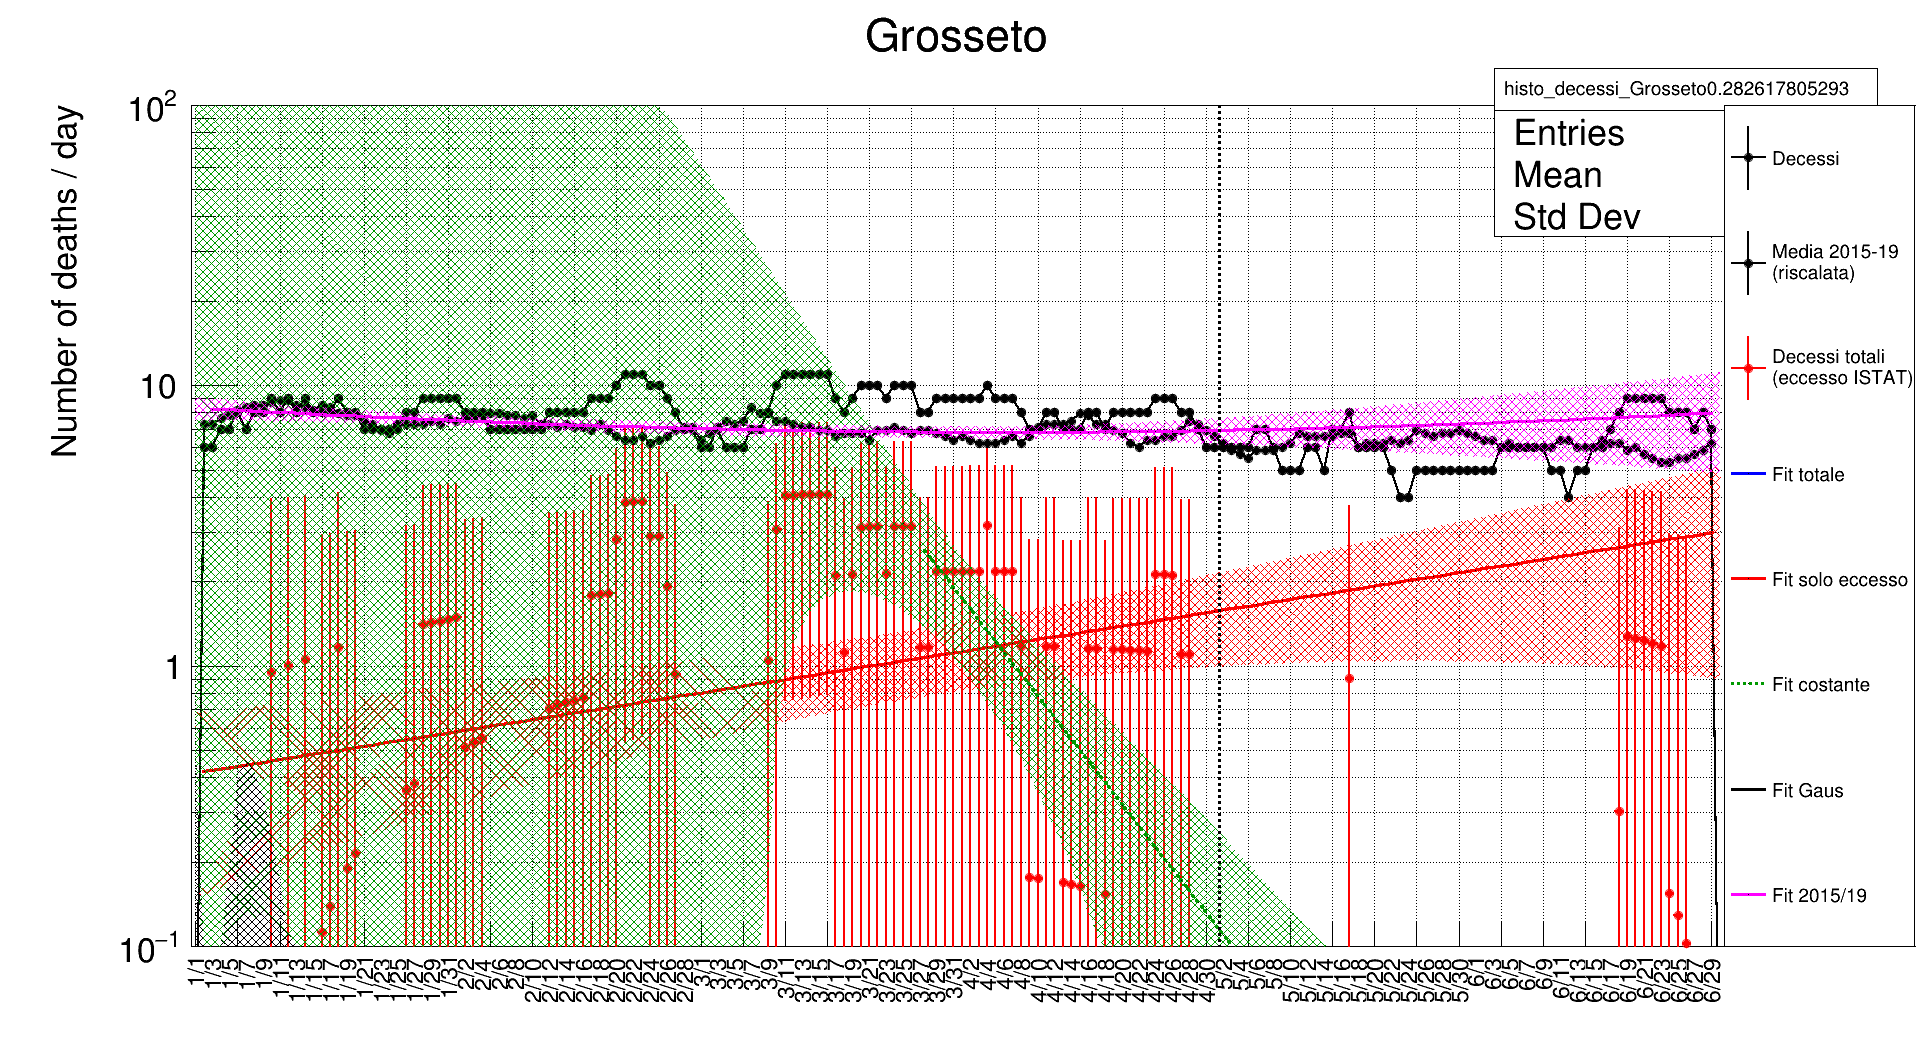 Grosseto
histo_decessi_Grosseto0.282617805293
Entries
Mean
Std Dev
Number of deaths / day
10²
10
1
10⁻¹
Decessi
Media 2015-19
(riscalata)
Decessi totali
(eccesso ISTAT)
Fit totale
Fit solo eccesso
Fit costante
Fit Gaus
Fit 2015/19
1/1 1/3 1/5 1/7 1/9 1/11 1/13 1/15 1/17 1/19 1/21 1/23 1/25 1/27 1/29 1/31 2/2 2/4 2/6 2/8 2/10 2/12 2/14 2/16 2/18 2/20 2/22 2/24 2/26 2/28 3/1 3/3 3/5 3/7 3/9 3/11 3/13 3/15 3/17 3/19 3/21 3/23 3/25 3/27 3/29 3/31 4/2 4/4 4/6 4/8 4/10 4/12 4/14 4/16 4/18 4/20 4/22 4/24 4/26 4/28 4/30 5/2 5/4 5/6 5/8 5/10 5/12 5/14 5/16 5/18 5/20 5/22 5/24 5/26 5/28 5/30 6/1 6/3 6/5 6/7 6/9 6/11 6/13 6/15 6/17 6/19 6/21 6/23 6/25 6/27 6/29